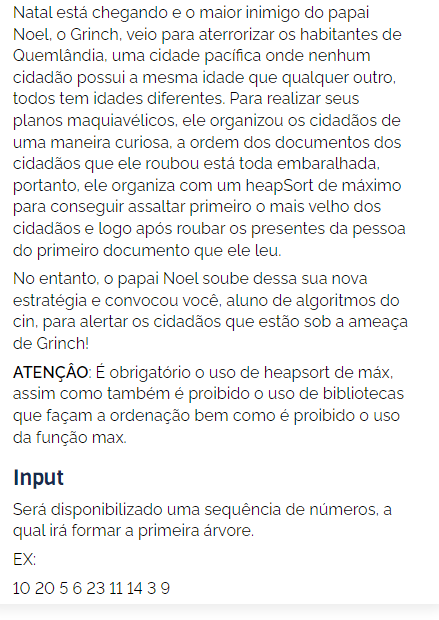 Natal está chegando e o maior inimigo do papai
Noel, o Grinch, veio para aterrorizar os habitantes de
Quemlândia, uma cidade pacífica onde nenhum
cidadão possui a mesma idade que qualquer outro,
todos tem idades diferentes. Para realizar seus
planos maquiavélicos, ele organizou os cidadãos de
uma maneira curiosa, a ordem dos documentos dos
cidadãos que ele roubou está toda embaralhada,
portanto, ele organiza com um heapSort de máximo
para conseguir assaltar primeiro o mais velho dos
cidadãos e logo após roubar os presentes da pessoa
do primeiro documento que ele leu.
No entanto, o papai Noel soube dessa sua nova
estratégia e convocou você, aluno de algoritmos do
cin, para alertar os cidadãos que estão sob a ameaça
de Grinch!
ATENÇÂO: É obrigatório o uso de heapsort de máx,
assim como também é proibido o uso de bibliotecas
que façam a ordenação bem como é proibido o uso
da função max.
Input
Será disponibilizado uma sequência de números, a
qual irá formar a primeira árvore.
EX:
10 20 5 6 23 11 14 3 9